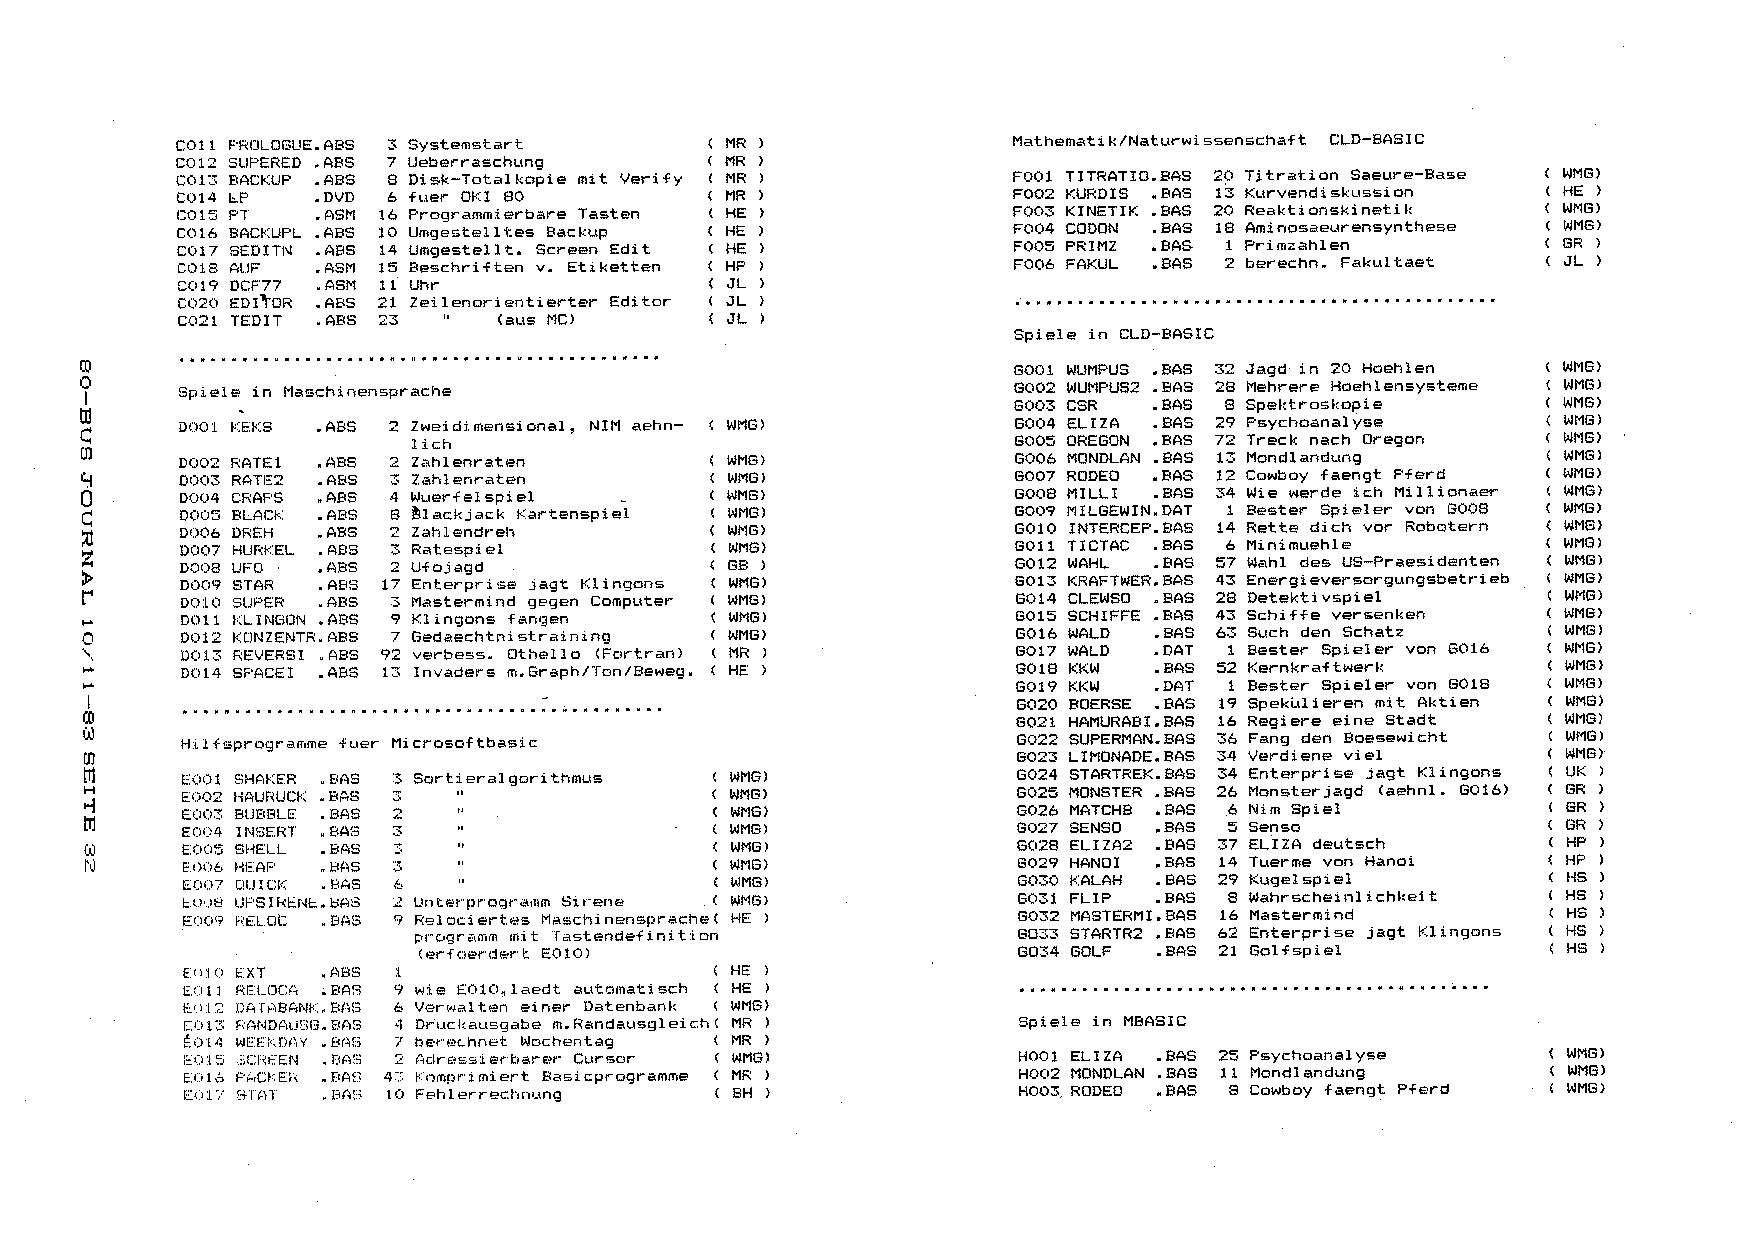 80-BUS JOURNAL 10/11-83 SEITE 32
C011 PROLOGUE.ABS 3 Systemstart ( MR )
C012 SUPERED .ABS 7 Ueberraschung ( MR )
C013 BACKUP .ABS 8 Disk-Totalkopie mit Verify ( MR )
C014 LP .DVD 6 fuer OKI 80 ( MR )
C015 PT .ASM 16 Programmierbare Tasten ( HE )
C016 BACKUPL .ABS 10 Umgestelltes Backup ( HE )
C017 SEDITN .ABS 14 Umgestellt. Screen Edit ( HE )
C018 AUF .ASM 15 Beschriften v. Etiketten ( HP )
C019 DCF77 .ASM 11 Uhr ( JL )
C020 EDITOR .ABS 21 Zeilenorientierter Editor ( JL )
C021 TEDIT .ABS 23 " (aus MC) ( JL )
Spiele in Maschinensprache
D001 KEKS .ABS 2 Zweidimensional, NIM aehn- ( WMG)
lich
D002 RATE1 .ABS 2 Zahlenraten ( WMG)
D003 RATE2 .ABS 3 Zahlenraten ( WMG)
D004 CRAPS .ABS 4 Wuerfelspiel ( WMG)
D005 BLACK .ABS 8 Blackjack Kartenspiel ( WMG)
D006 DREH .ABS 2 Zahlendreh ( WMG)
D007 HURKEL .ABS 3 Ratespiel ( WMG)
D008 UFO .ABS 2 Ufojagd ( GB )
D009 STAR .ABS 17 Enterprise jagt Klingons ( WMG)
D010 SUPER .ABS 3 Mastermind gegen Computer ( WMG)
D011 KLINGON .ABS 9 Klingons fangen ( WMG)
D012 KONZENTR.ABS 7 Gedaechtnistraining ( WMG)
D013 REVERSI .ABS 92 verbess. Othello (Fortran) ( MR )
D014 SPACEI .ABS 13 Invaders m.Graph/Ton/Beweg. ( HE )
Hilfsprogramme fuer Microsoftbasic
E001 SHAKER .BAS 3 Sortieralgorithmus ( WMG)
E002 HAURUCK .BAS 3 " ( WMG)
E003 BUBBLE .BAS 2 " ( WMG)
E004 INSERT .BAS 3 " ( WMG)
E005 SHELL .BAS 3 " ( WMG)
E006 HEAP .BAS 3 " ( WMG)
E007 QUICK .BAS 6 " ( WMG)
E008 UPSIRENE.BAS 2 Unterprogramm Sirene ( WMG)
E009 RELOC .BAS 9 Relociertes Maschinensprache( HE )
programm mit Tastendefinition
(erfoerdert E010)
E010 EXT .ABS 1 ( HE )
E011 RELOCA .BAS 9 wie E010,laedt automatisch ( HE )
E012 DATABANK.BAS 6 Verwalten einer Datenbank ( WMG)
E013 RANDAUSG.BAS 4 Druckausgabe m.Randausgleich( MR )
E014 WEEKDAY .BAS 7 berechnet Wochentag ( MR )
E015 SCREEN .BAS 2 Adressierbarer Cursor ( WMG)
E016 PACKER .BAS 43 Komprimiert Basicprogramme ( MR )
E017 STAT .BAS 10 Fehlerrechnung ( BH )
Mathematik/Naturwissenschaft CLD-BASIC
F001 TITRATIO.BAS 20 Titration Saeure-Base ( WMG)
F002 KURDIS .BAS 13 Kurvendiskussion ( HE )
F003 KINETIK .BAS 20 Reaktionskinetik ( WMG)
F004 CODON .BAS 18 Aminosaeurensynthese ( WMG)
F005 PRIMZ .BAS 1 Primzahlen ( GR )
F006 FAKUL .BAS 2 berechn. Fakultaet ( JL )
Spiele in CLD-BASIC
G001 WUMPUS .BAS 32 Jagd in 20 Hoehlen ( WMG)
G002 WUMPUS2 .BAS 28 Mehrere Hoehlensysteme ( WMG)
G003 CSR .BAS 8 Spektroskopie ( WMG)
G004 ELIZA .BAS 29 Psychoanalyse ( WMG)
G005 OREGON .BAS 72 Treck nach Oregon ( WMG)
G006 MONDLAN .BAS 13 Mondlandung ( WMG)
G007 RODEO .BAS 12 Cowboy faengt Pferd ( WMG)
G008 MILLI .BAS 34 Wie werde ich Millionaer ( WMG)
G009 MILGEWIN.DAT 1 Bester Spieler von G008 ( WMG)
G010 INTERCEP.BAS 14 Rette dich vor Robotern ( WMG)
G011 TICTAC .BAS 6 Minimuehle ( WMG)
G012 WAHL .BAS 57 Wahl des US-Praesidenten ( WMG)
G013 KRAFTWER.BAS 43 Energieversorgungsbetrieb ( WMG)
G014 CLEWSO .BAS 28 Detektivspiel ( WMG)
G015 SCHIFFE .BAS 43 Schiffe versenken ( WMG)
G016 WALD .BAS 63 Such den Schatz ( WMG)
G017 WALD .DAT 1 Bester Spieler von G016 ( WMG)
G018 KKW .BAS 52 Kernkraftwerk ( WMG)
G019 KKW .DAT 1 Bester Spieler von G018 ( WMG)
G020 BOERSE .BAS 19 Spekulieren mit Aktien ( WMG)
G021 HAMURABI.BAS 16 Regiere eine Stadt ( WMG)
G022 SUPERMAN.BAS 36 Fang den Boesewicht ( WMG)
G023 LIMONADE.BAS 34 Verdiene viel ( WMG)
G024 STARTREK.BAS 34 Enterprise jagt Klingons ( UK )
G025 MONSTER .BAS 26 Monsterjagd (aehnl. G016) ( GR )
G026 MATCH8 .BAS 6 Nim Spiel ( GR )
G027 SENSO .BAS 5 Senso ( GR )
G028 ELIZA2 .BAS 37 ELIZA deutsch ( HP )
G029 HANOI .BAS 14 Tuerme von Hanoi ( HP )
G030 KALAH .BAS 29 Kugelspiel ( HS )
G031 FLIP .BAS 8 Wahrscheinlichkeit ( HS )
G032 MASTERMI.BAS 16 Mastermind ( HS )
G033 STARTR2 .BAS 62 Enterprise jagt Klingons ( HS )
G034 GOLF .BAS 21 Golfspiel ( HS )
Spiele in MBASIC
H001 ELIZA .BAS 25 Psychoanalyse ( WMG)
H002 MONDLAN .BAS 11 Mondlandung ( WMG)
H003 RODEO .BAS 8 Cowboy faengt Pferd ( WMG)